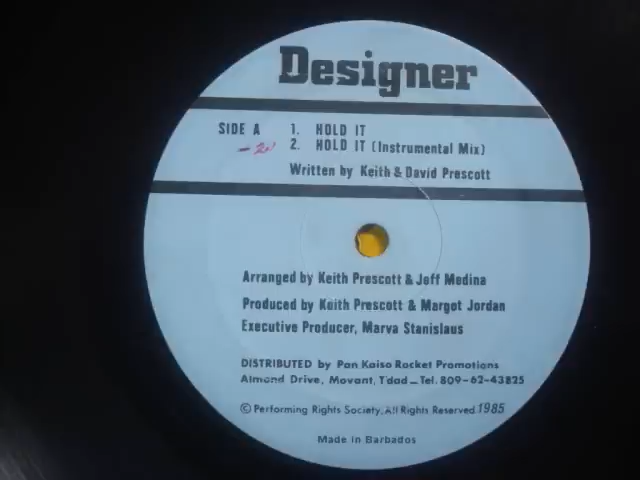 Designer
SIDE A 1. HOLD IT
2. HOLD IT (Instrumental Mix)
Written by Keith & David Prescott
Arranged by Keith Prescott & Jeff Medina
Produced by Keith Prescott & Margot Jordan
Executive Producer, Marva Stanislaus
DISTRIBUTED by Pan Kaiso Rocket Promotions
Almond Drive, Movant, T'dad - Tel. 809-62-43825
© Performing Rights Society, All Rights Reserved 1985
Made in Barbados